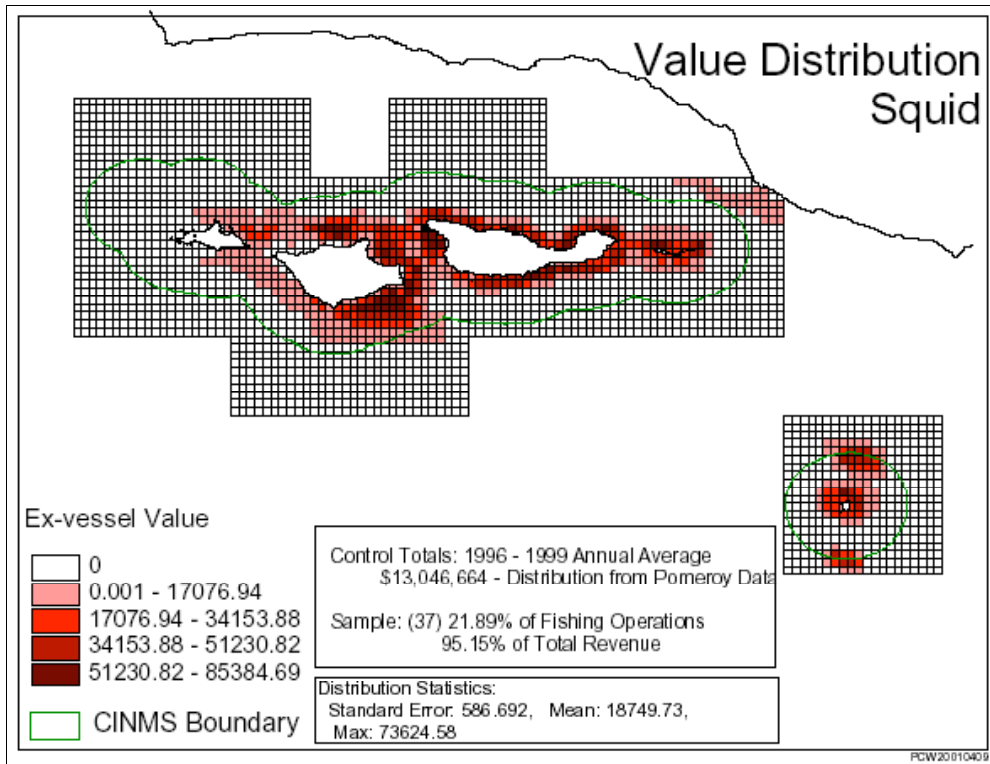 Value Distribution
Squid
Ex-vessel Value
0
0.001 - 17076.94
17076.94 - 34153.88
34153.88 - 51230.82
51230.82 - 85384.69
CINMS Boundary
Control Totals: 1996 - 1999 Annual Average
$13,046,664 - Distribution from Pomeroy Data
Sample: (37) 21.89% of Fishing Operations
95.15% of Total Revenue
Distribution Statistics:
Standard Error: 586.692, Mean: 18749.73,
Max: 73624.58
PCW20010409